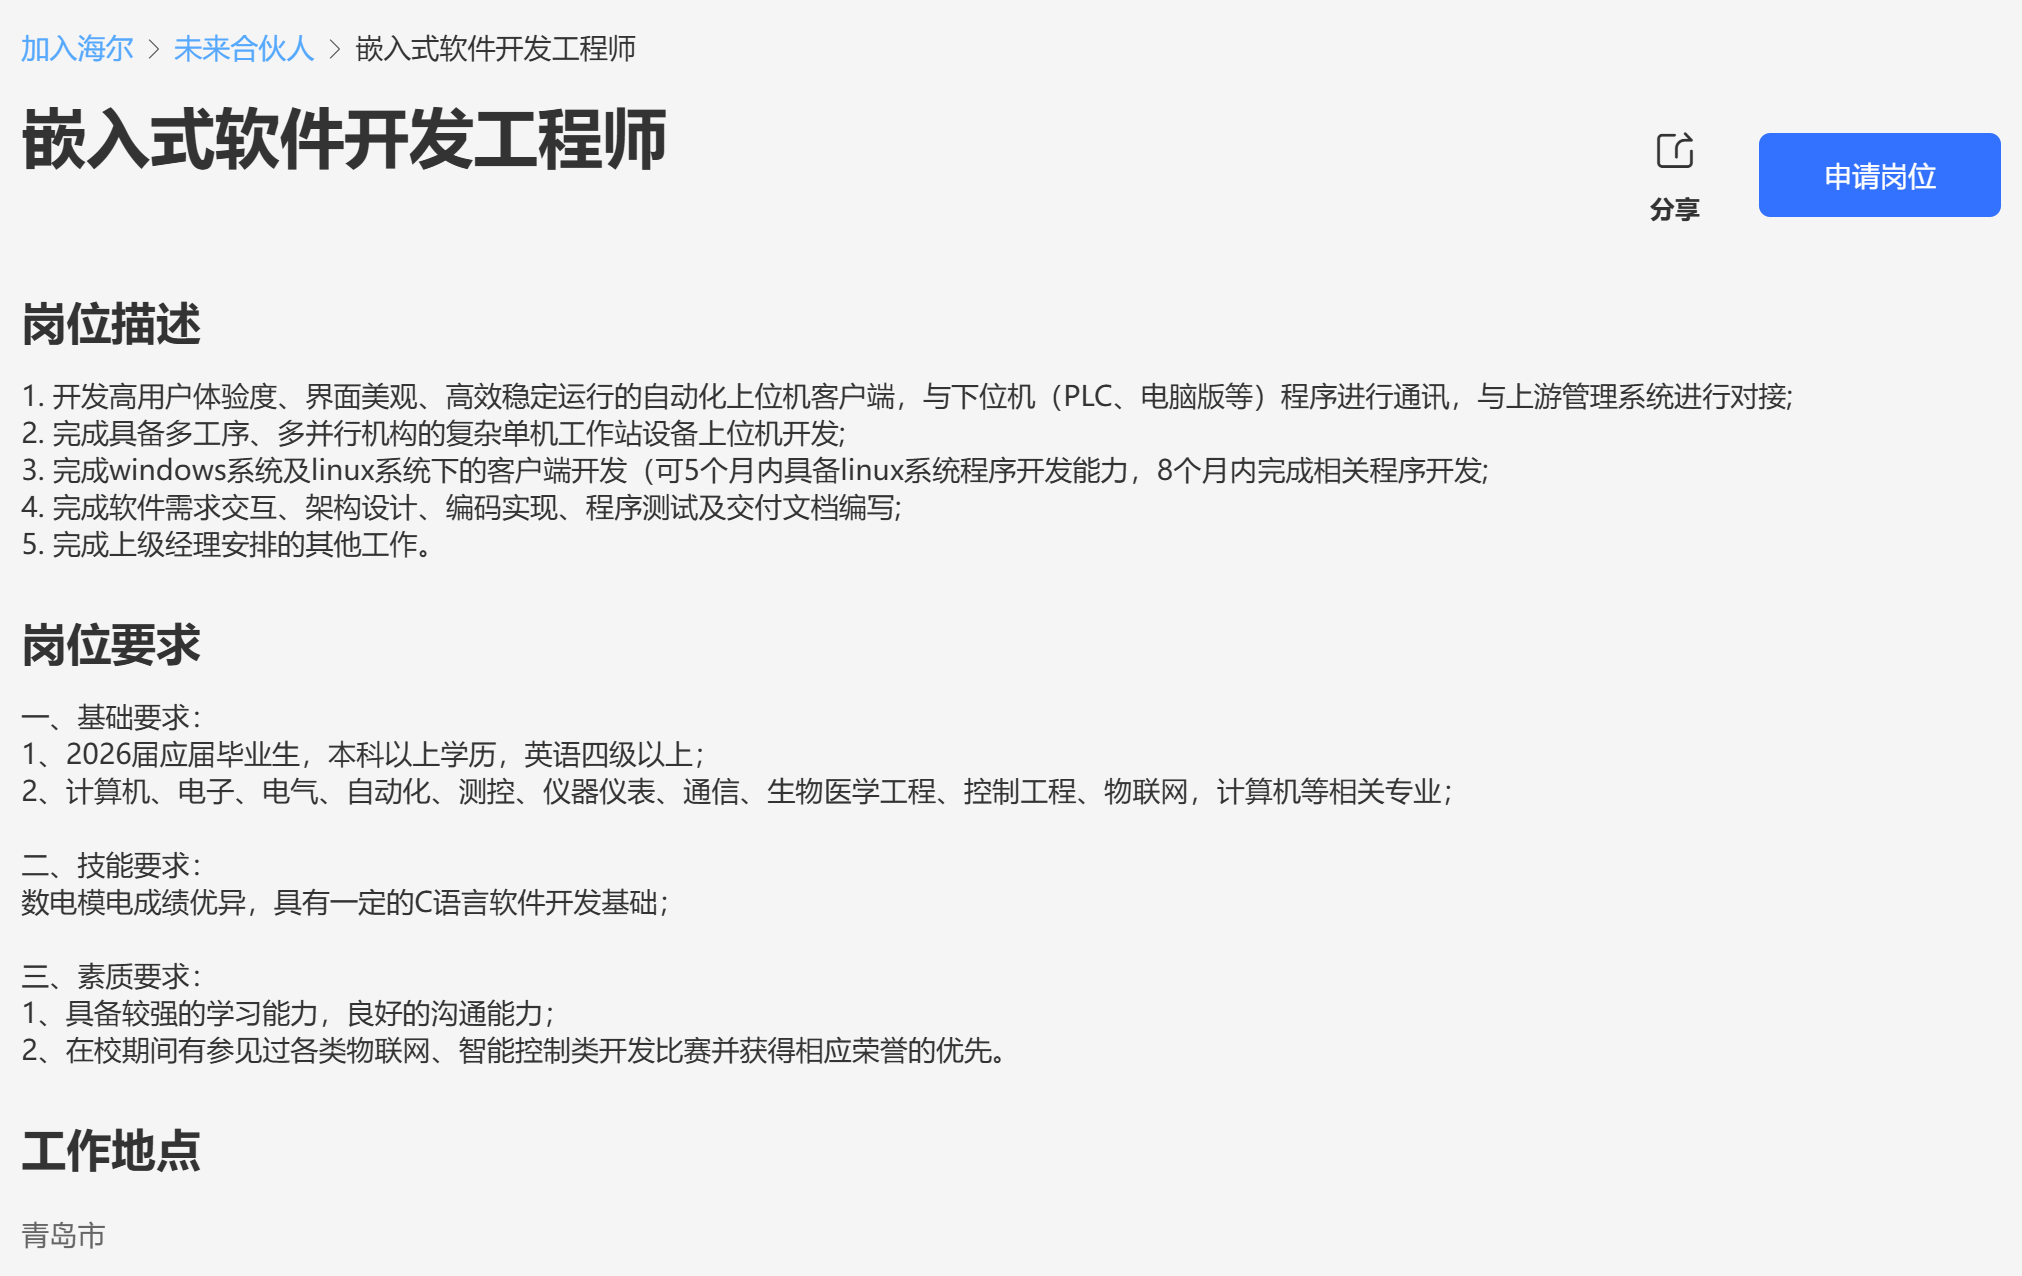 加入海尔 > 未来合伙人 > 嵌入式软件开发工程师
嵌入式软件开发工程师
分享
申请岗位
岗位描述
1. 开发高用户体验度、界面美观、高效稳定运行的自动化上位机客户端，与下位机（PLC、电脑版等）程序进行通讯，与上游管理系统进行对接;
2. 完成具备多工序、多并行机构的复杂单机工作站设备上位机开发;
3. 完成windows系统及linux系统下的客户端开发（可5个月内具备linux系统程序开发能力，8个月内完成相关程序开发;
4. 完成软件需求交互、架构设计、编码实现、程序测试及交付文档编写;
5. 完成上级经理安排的其他工作。
岗位要求
一、基础要求：
1、2026届应届毕业生，本科以上学历，英语四级以上；
2、计算机、电子、电气、自动化、测控、仪器仪表、通信、生物医学工程、控制工程、物联网，计算机等相关专业；
二、技能要求：
数电模电成绩优异，具有一定的C语言软件开发基础；
三、素质要求：
1、具备较强的学习能力，良好的沟通能力；
2、在校期间有参见过各类物联网、智能控制类开发比赛并获得相应荣誉的优先。
工作地点
青岛市